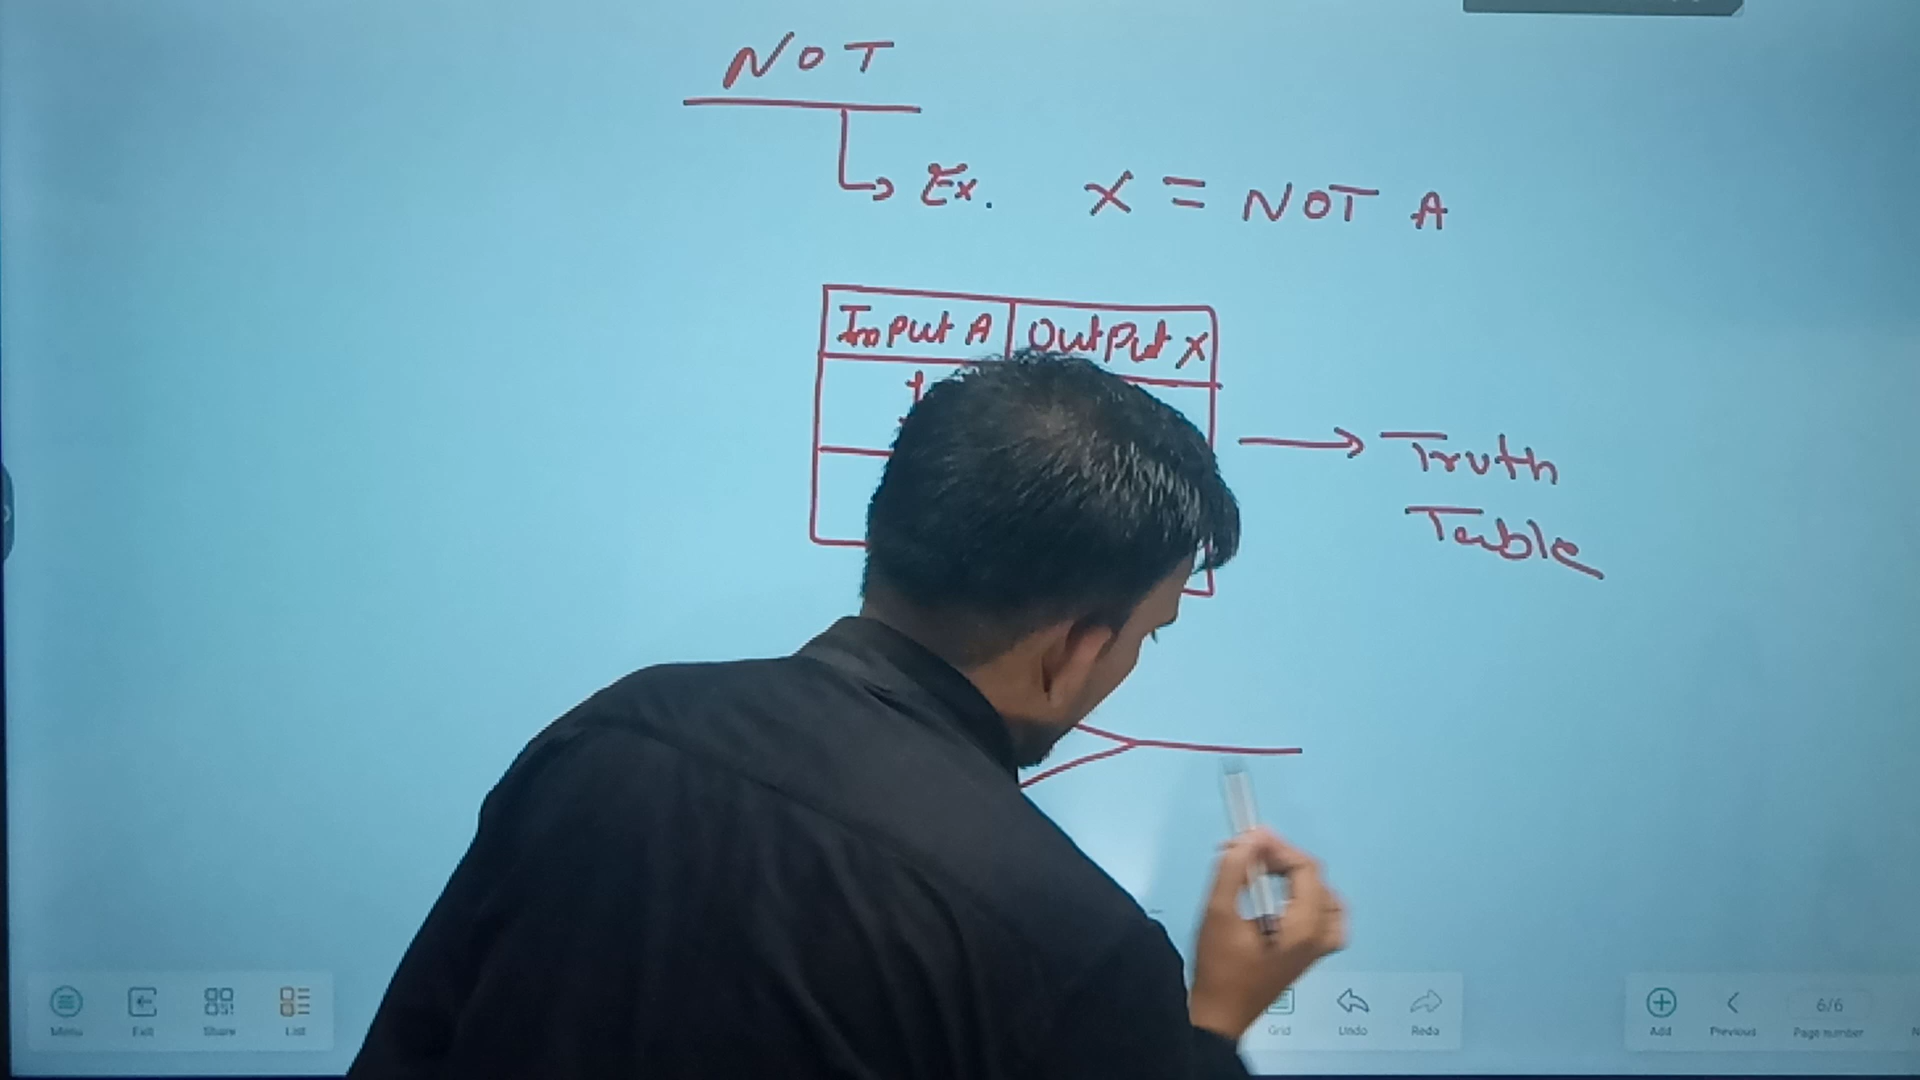 NOT
Ex. X = NOT A
Input A Output X
1
Truth
Table
Menu Exit Share List Grid Undo Redo Add Previous 6/6 Page number